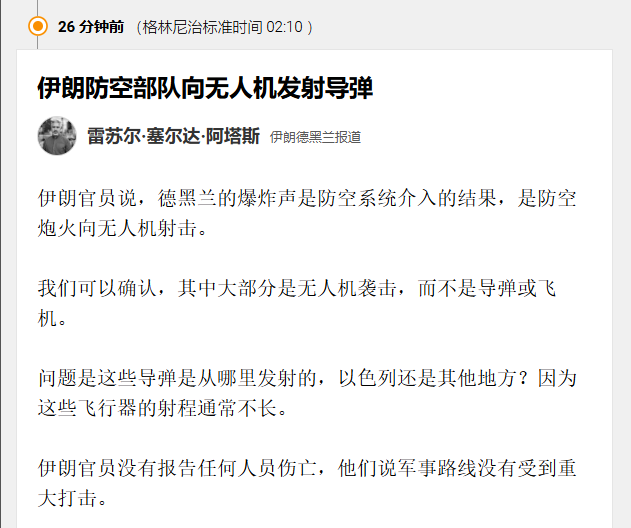 26 分钟前 （格林尼治标准时间 02:10 ）
伊朗防空部队向无人机发射导弹
雷苏尔·塞尔达·阿塔斯 伊朗德黑兰报道
伊朗官员说，德黑兰的爆炸声是防空系统介入的结果，是防空
炮火向无人机射击。
我们可以确认，其中大部分是无人机袭击，而不是导弹或飞
机。
问题是这些导弹是从哪里发射的，以色列还是其他地方？因为
这些飞行器的射程通常不长。
伊朗官员没有报告任何人员伤亡，他们说军事路线没有受到重
大打击。